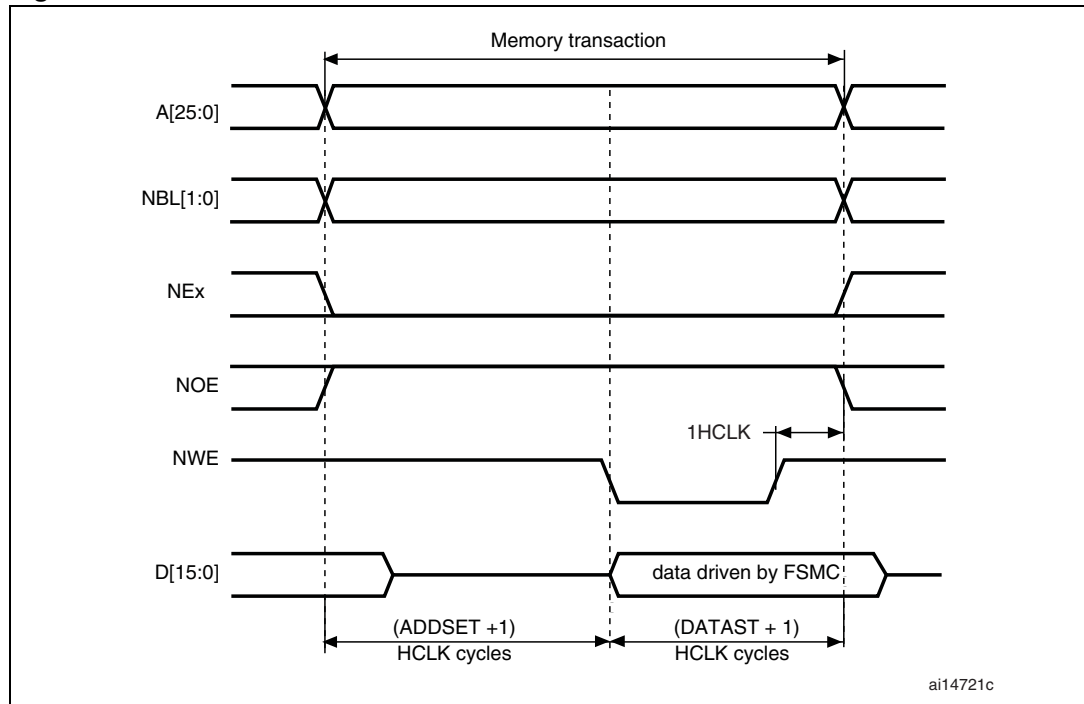 Memory transaction
A[25:0]
NBL[1:0]
NEx
NOE
1HCLK
NWE
D[15:0]
data driven by FSMC
(ADDSET +1)
HCLK cycles
(DATAST + 1)
HCLK cycles
ai14721c